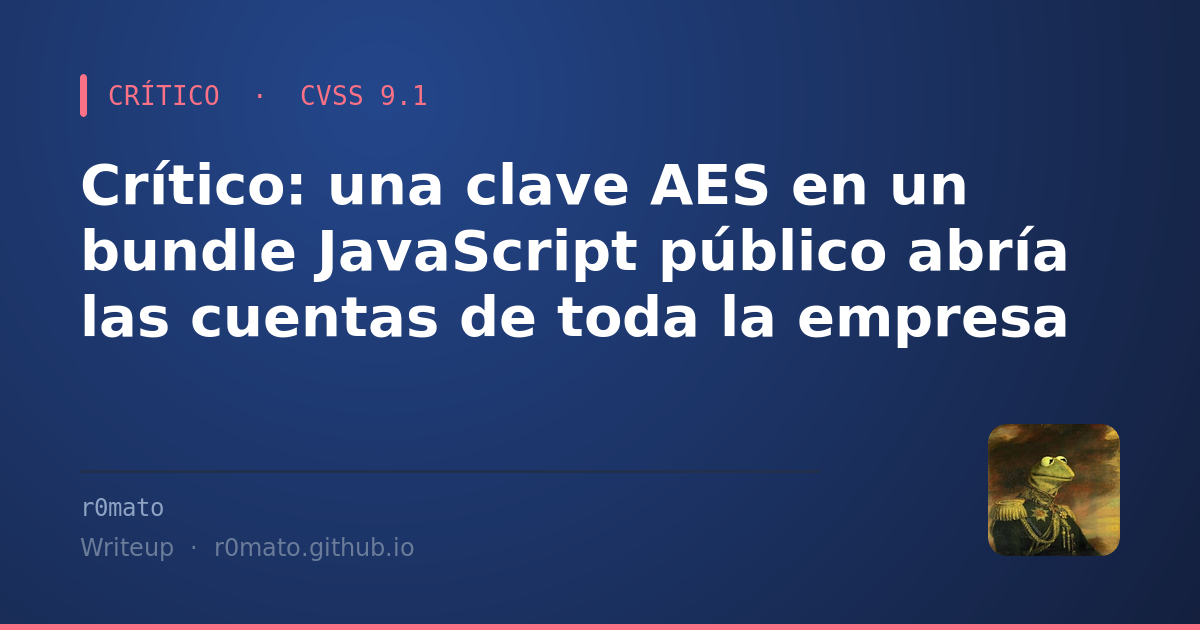 CRÍTICO · CVSS 9.1
Crítico: una clave AES en un
bundle JavaScript público abría
las cuentas de toda la empresa
r0mato
Writeup · r0mato.github.io